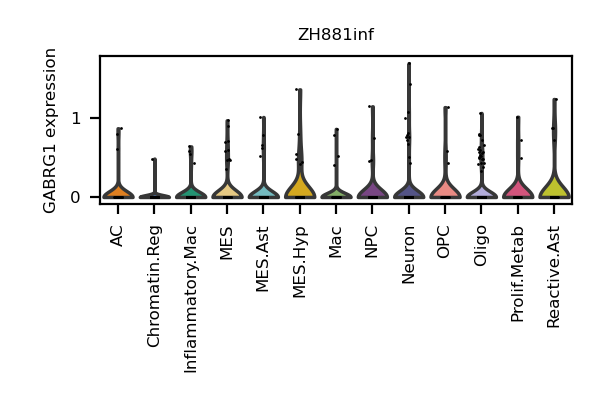 ZH881inf
GABRG1 expression
1
0
AC
Chromatin.Reg
Inflammatory.Mac
MES
MES.Ast
MES.Hyp
Mac
NPC
Neuron
OPC
Oligo
Prolif.Metab
Reactive.Ast